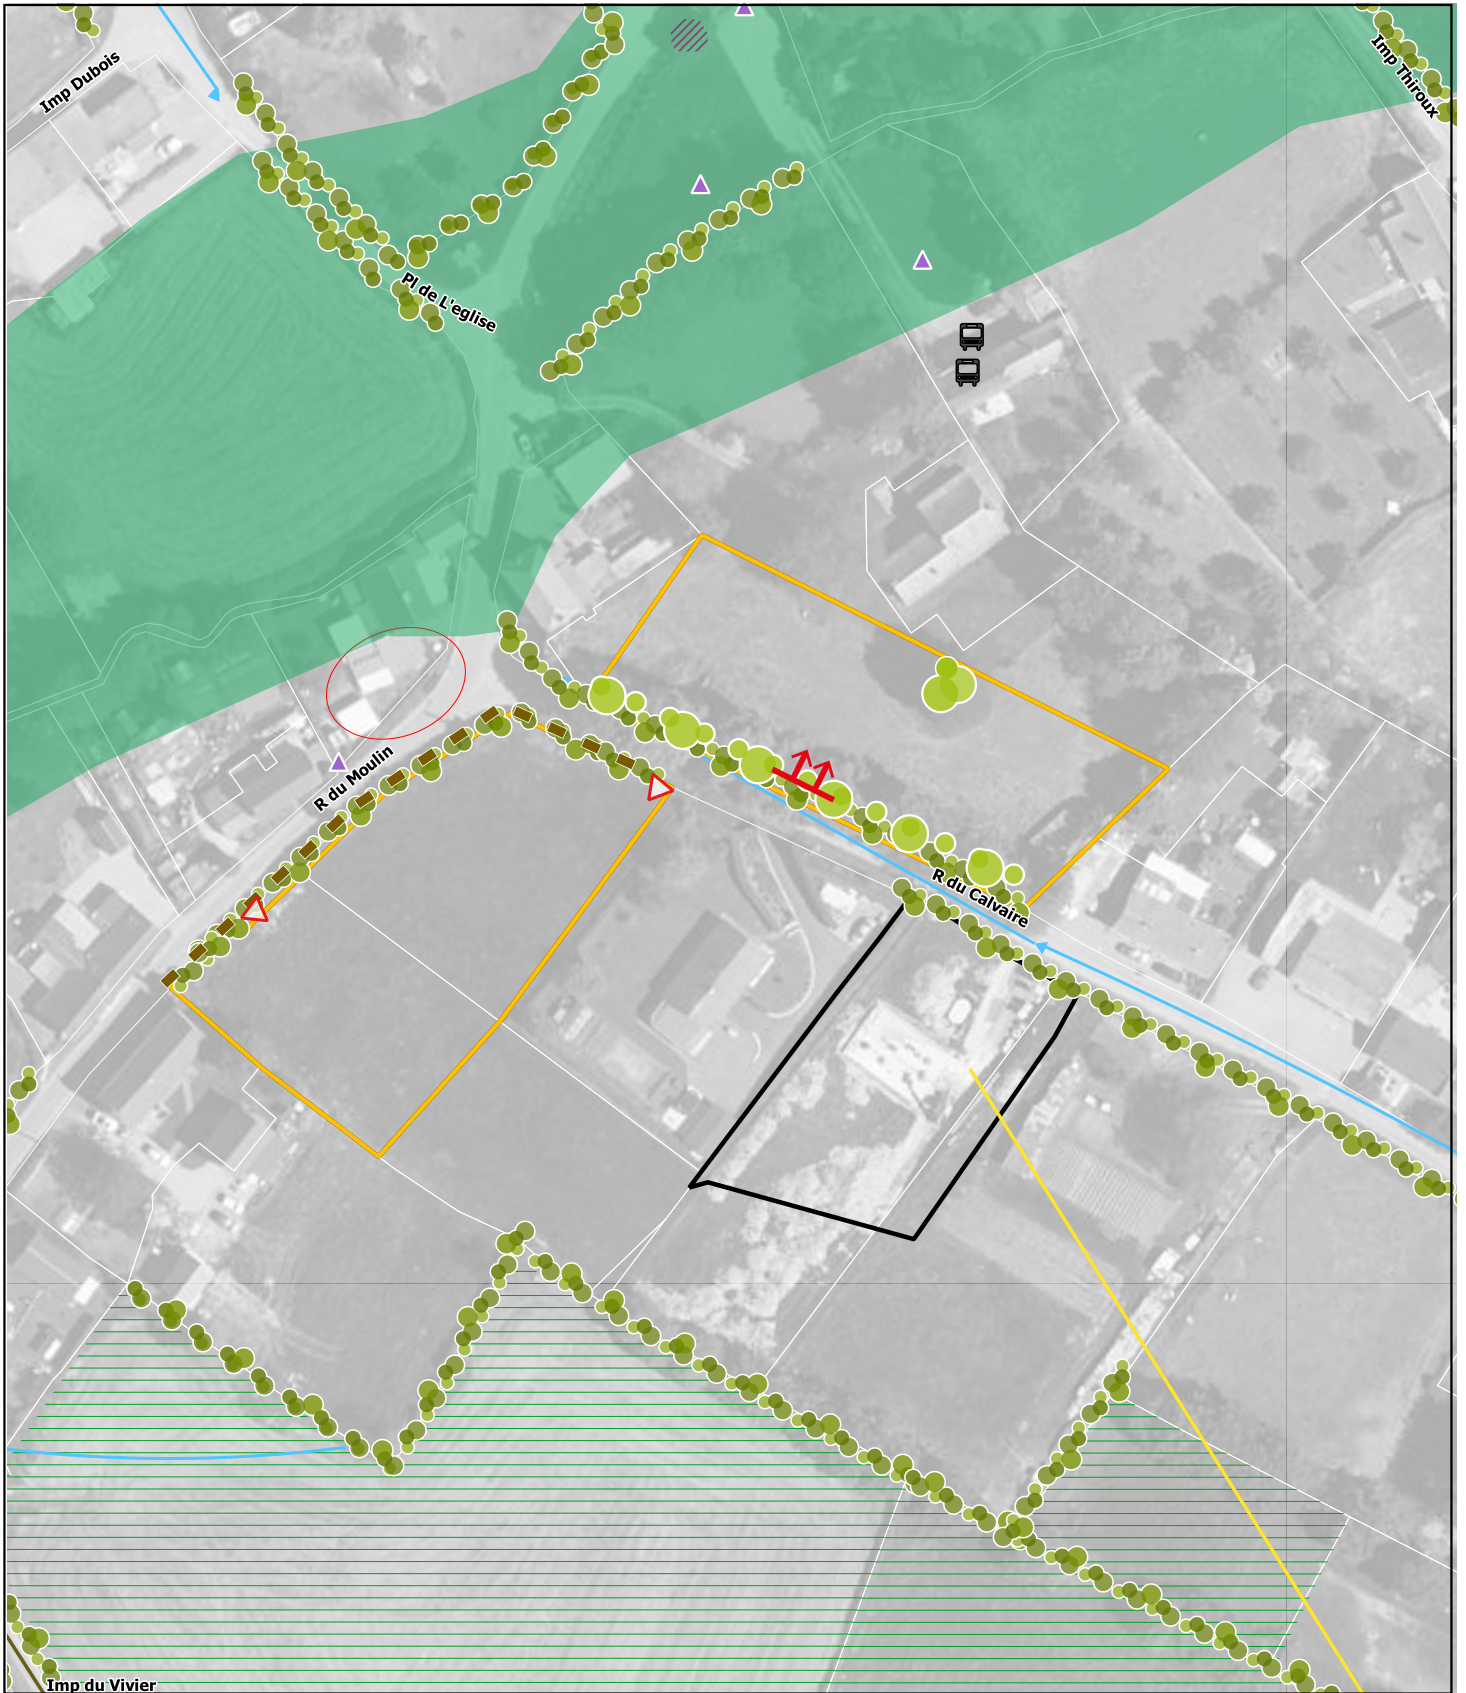 Imp Dubois
Imp Thiroux
Pl de L'eglise
R du Moulin
R du Calvaire
Imp du Vivier